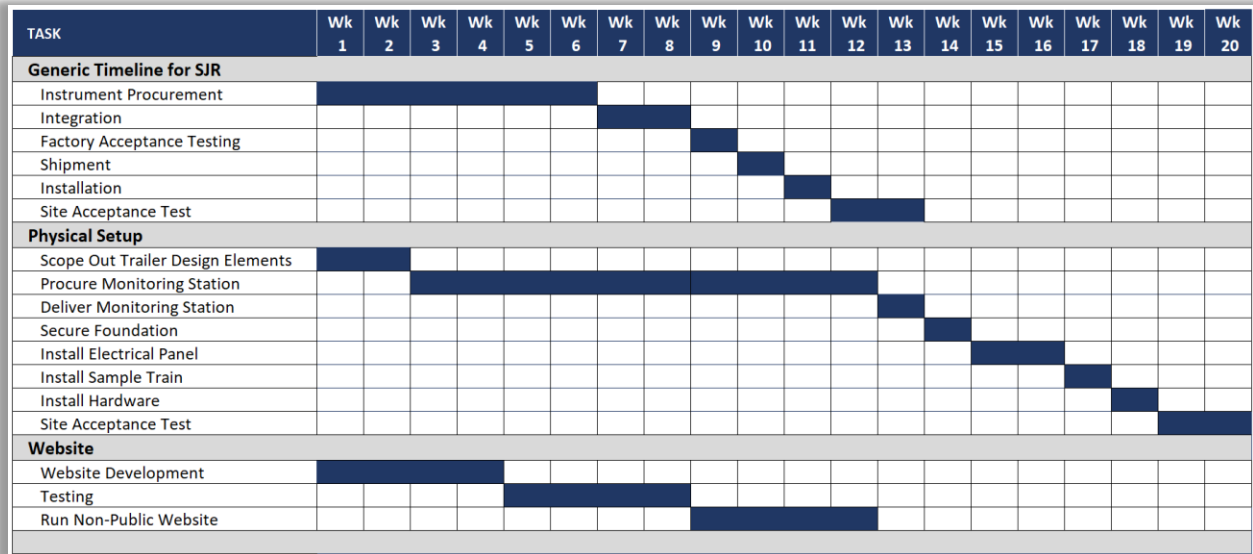 TASK Wk 1 Wk 2 Wk 3 Wk 4 Wk 5 Wk 6 Wk 7 Wk 8 Wk 9 Wk 10 Wk 11 Wk 12 Wk 13 Wk 14 Wk 15 Wk 16 Wk 17 Wk 18 Wk 19 Wk 20
Generic Timeline for SJR
Instrument Procurement
Integration
Factory Acceptance Testing
Shipment
Installation
Site Acceptance Test
Physical Setup
Scope Out Trailer Design Elements
Procure Monitoring Station
Deliver Monitoring Station
Secure Foundation
Install Electrical Panel
Install Sample Train
Install Hardware
Site Acceptance Test
Website
Website Development
Testing
Run Non-Public Website